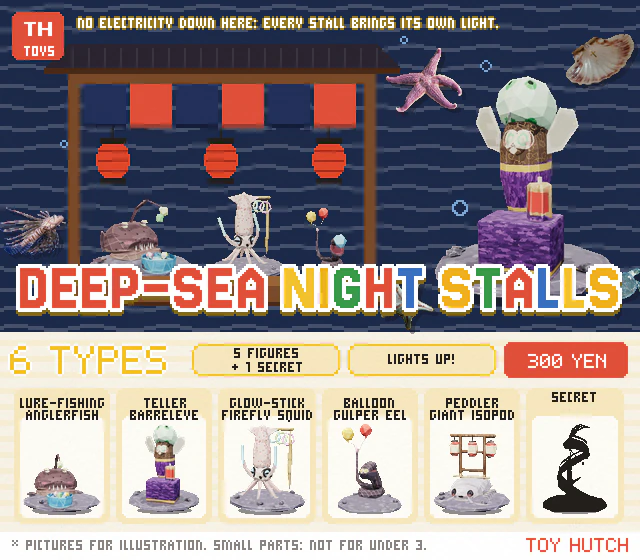 TH
TOYS
NO ELECTRICITY DOWN HERE: EVERY STALL BRINGS ITS OWN LIGHT.
DEEP-SEA NIGHT STALLS
6 TYPES
5 FIGURES
+ 1 SECRET
LIGHTS UP!
300 YEN
LURE-FISHING
ANGLERFISH
TELLER
BARRELEYE
GLOW-STICK
FIREFLY SQUID
BALLOON
GULPER EEL
PEDDLER
GIANT ISOPOD
SECRET
* PICTURES FOR ILLUSTRATION. SMALL PARTS: NOT FOR UNDER 3.
TOY HUTCH